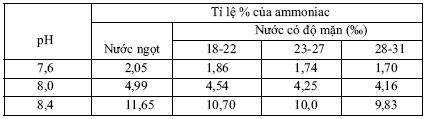 Tỉ lệ % của ammoniac
pH
Nước ngọt
Nước có độ mặn (‰)
18-22 23-27 28-31
7,6 2,05 1,86 1,74 1,70
8,0 4,99 4,54 4,25 4,16
8,4 11,65 10,70 10,0 9,83